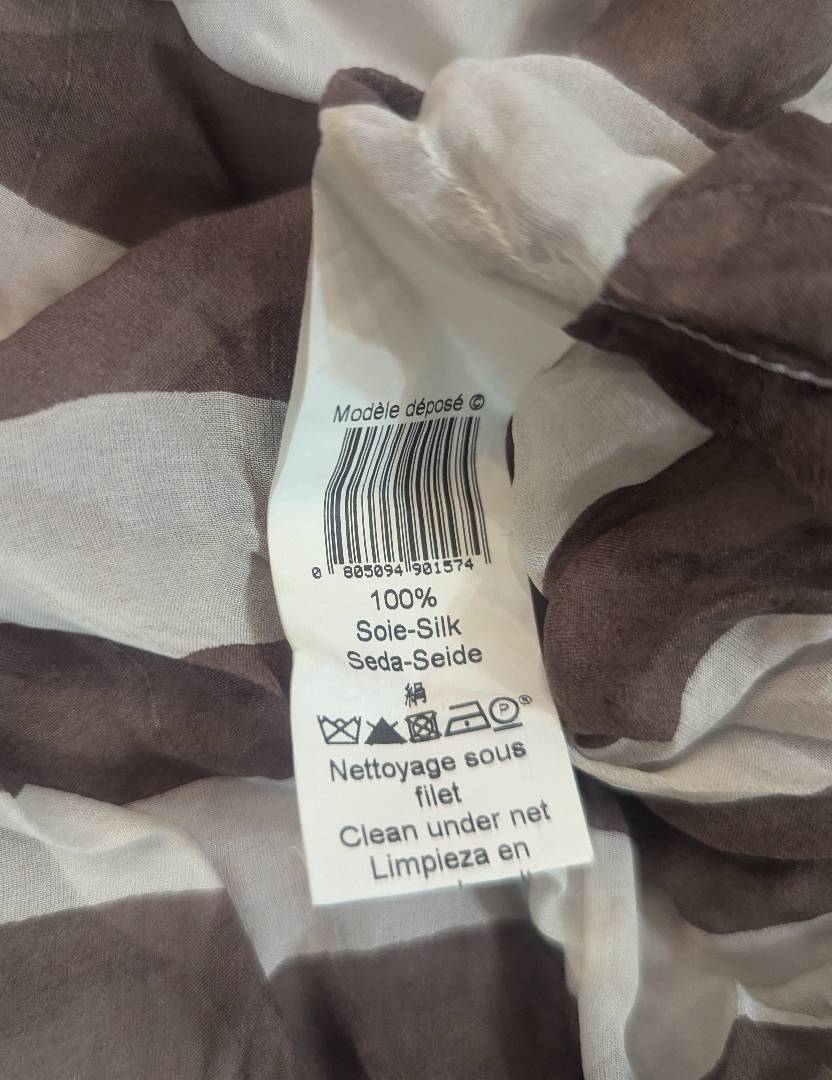 Modèle déposé ©
0 805094 901574
100%
Soie-Silk
Seda-Seide
絹
P
Nettoyage sous
filet
Clean under net
Limpieza en